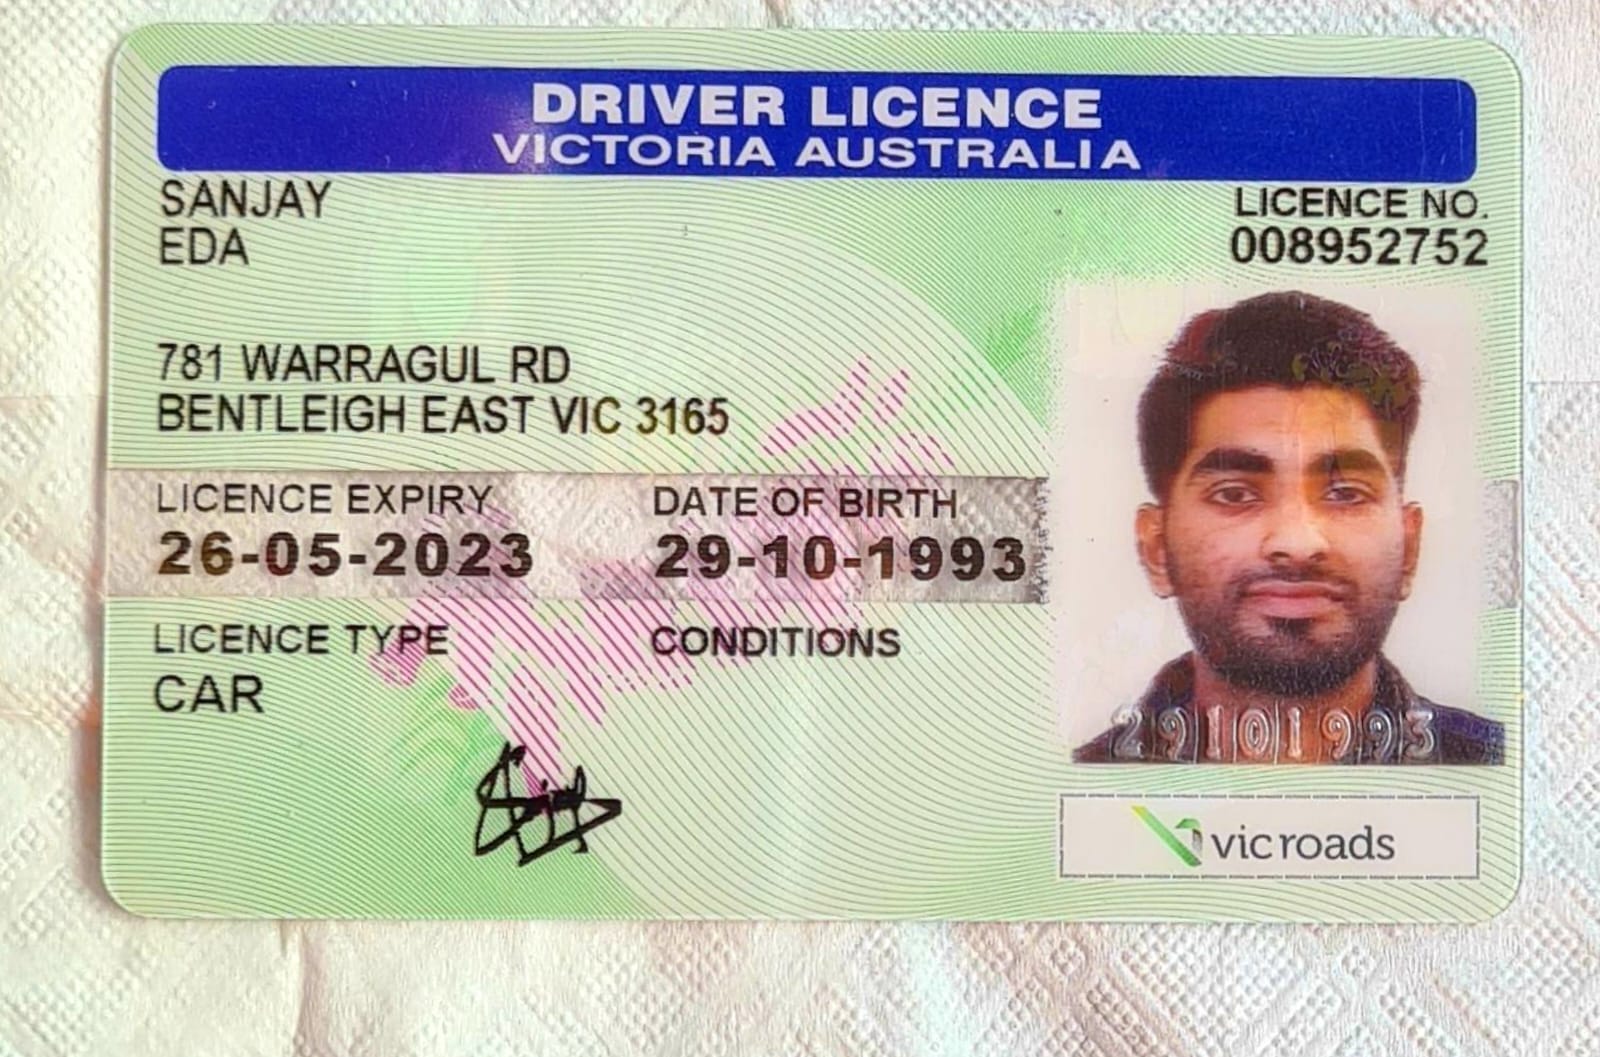 DRIVER LICENCE
VICTORIA AUSTRALIA
SANJAY
EDA
LICENCE NO.
008952752
781 WARRAGUL RD
BENTLEIGH EAST VIC 3165
LICENCE EXPIRY
26-05-2023
DATE OF BIRTH
29-10-1993
LICENCE TYPE
CAR
CONDITIONS
29101993
vicroads